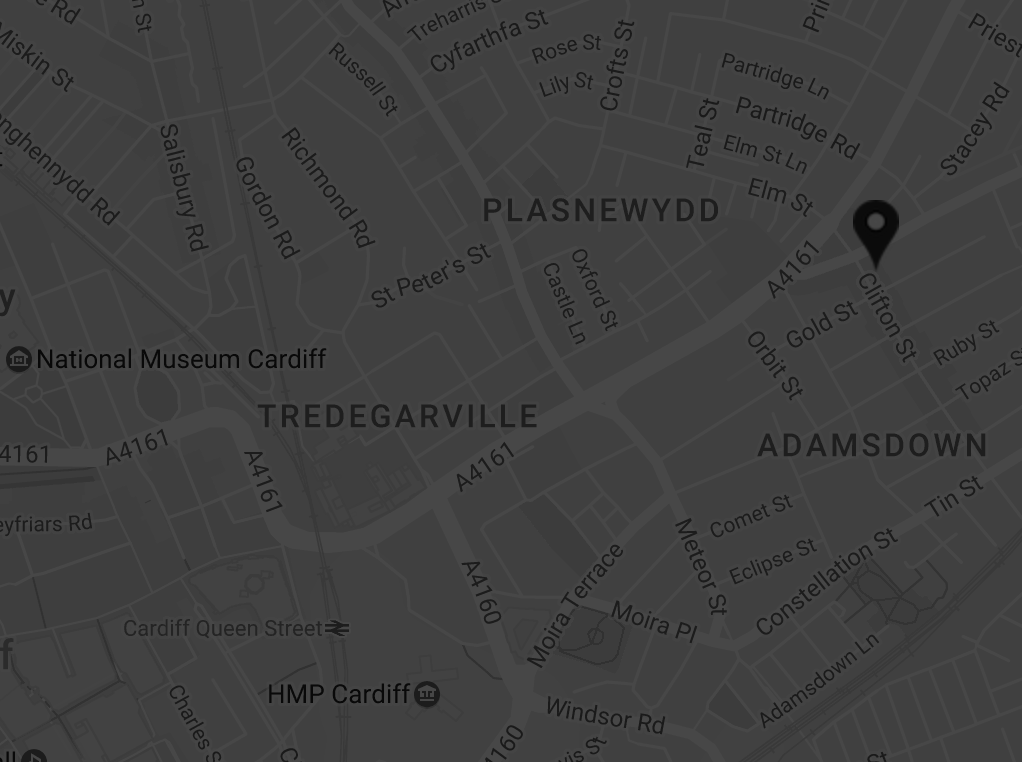 Treharris St
Cyfarthfa St
Rose St
Lily St
Crofts St
Russell St
Miskin St
Partridge Ln
Partridge Rd
Teal St
Elm St Ln
Elm St
Stacey Rd
Salisbury Rd
Gordon Rd
Richmond Rd
PLASNEWYDD
St Peter's St
Oxford St
Castle Ln
A4161
Clifton St
Gold St
Orbit St
Ruby St
National Museum Cardiff
TREDEGARVILLE
ADAMSDOWN
A4161
A4161
A4161
A4161
Comet St
Tin St
Meteor St
Eclipse St
Constellation St
A4160
Moira Terrace
Moira Pl
Cardiff Queen Street
Adamsdown Ln
HMP Cardiff
Windsor Rd